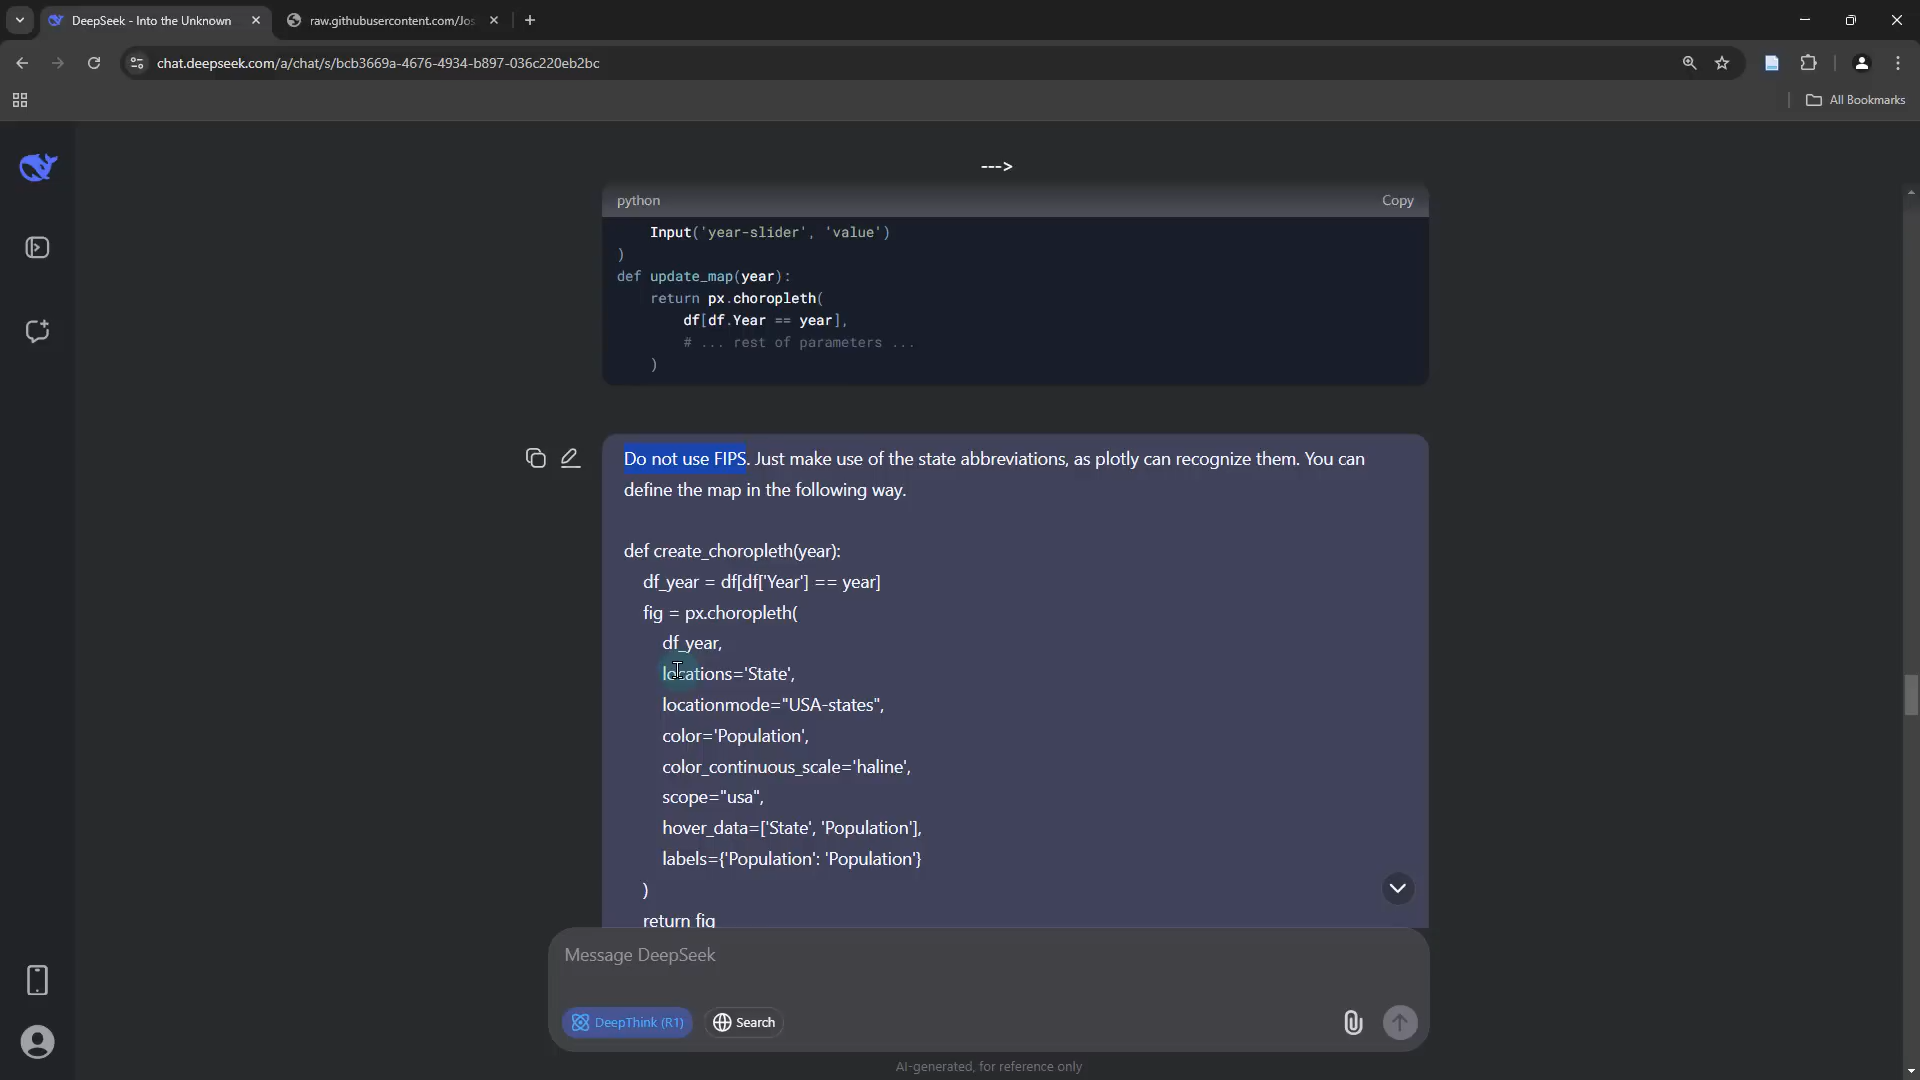 DeepSeek - Into the Unknown
raw.githubusercontent.com/Jos
chat.deepseek.com/a/chat/s/bcb3669a-4676-4934-b897-036c220eb2bc
All Bookmarks
--->
python
Copy
Input('year-slider', 'value')
)
def update_map(year):
return px.choropleth(
df[df.Year == year],
# ... rest of parameters ...
)
Do not use FIPS. Just make use of the state abbreviations, as plotly can recognize them. You can
define the map in the following way.
def create_choropleth(year):
df_year = df[df['Year'] == year]
fig = px.choropleth(
df_year,
locations='State',
locationmode="USA-states",
color='Population',
color_continuous_scale='haline',
scope="usa",
hover_data=['State', 'Population'],
labels={'Population': 'Population'}
)
return fig
Message DeepSeek
DeepThink (R1)
Search
AI-generated, for reference only